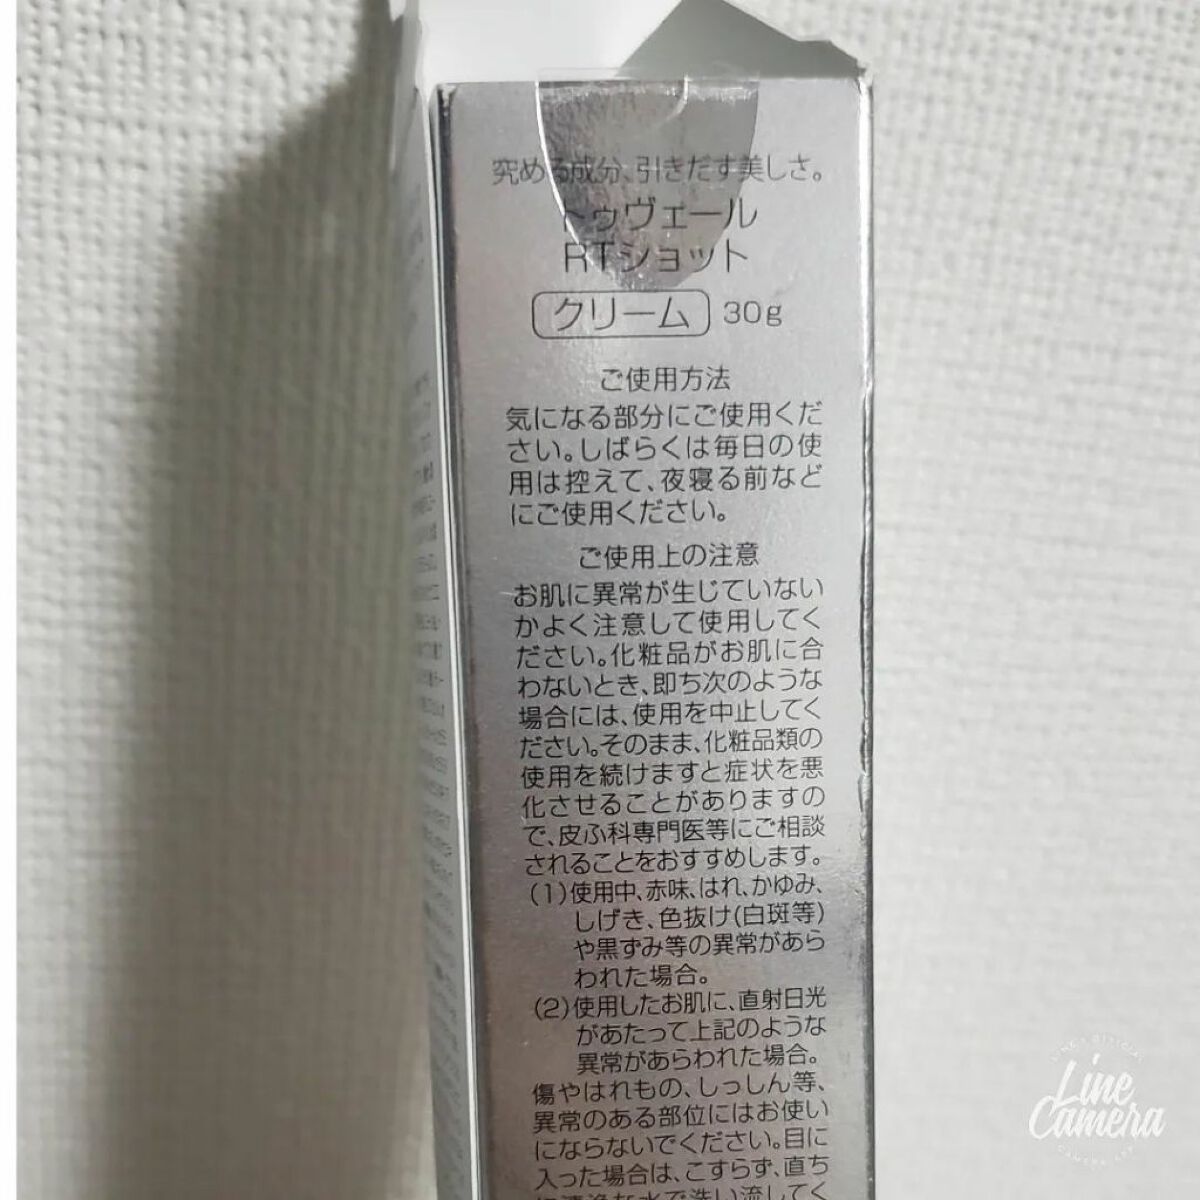 究める成分、引きだす美しさ。
トゥヴェール
RTショット
クリーム 30g
ご使用方法
気になる部分にご使用くだ
さい。しばらくは毎日の使
用は控えて、夜寝る前など
にご使用ください。
ご使用上の注意
お肌に異常が生じていない
かよく注意して使用してく
ださい。化粧品がお肌に合
わないとき、即ち次のような
場合には、使用を中止してく
ださい。そのまま、化粧品類の
使用を続けますと症状を悪
化させることがありますの
で、皮ふ科専門医等にご相談
されることをおすすめします。
(1)使用中、赤味、はれ、かゆみ、
しげき、色抜け(白斑等)
や黒ずみ等の異常があら
われた場合。
(2)使用したお肌に、直射日光
があたって上記のような
異常があらわれた場合。
傷やはれもの、しっしん等、
異常のある部位にはお使い
にならないでください。目に
入った場合は、こすらず、直ち
に清浄な水で洗い流してく
Line
Camera